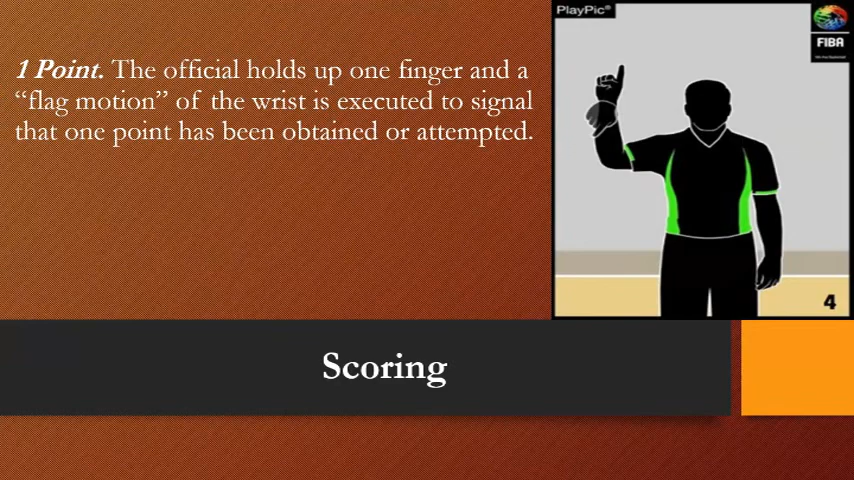 1 Point. The official holds up one finger and a
“flag motion” of the wrist is executed to signal
that one point has been obtained or attempted.
PlayPic®
FIBA
4
Scoring